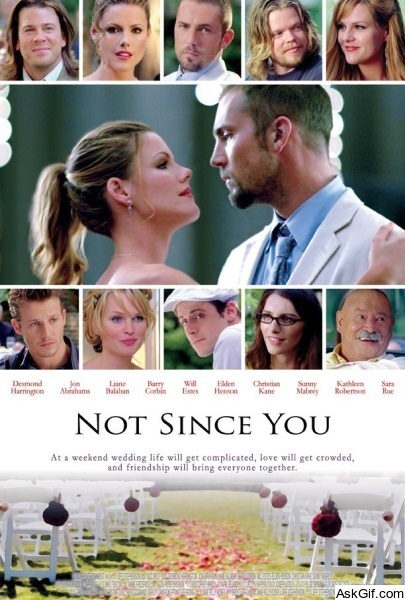 Desmond Harrington
Jon Abrahams
Liane Balaban
Barry Corbin
Will Estes
Elden Henson
Christian Kane
Sunny Mabrey
Kathleen Robertson
Sara Rue
NOT SINCE YOU
At a weekend wedding life will get complicated, love will get crowded,
and friendship will bring everyone together.
AskGif.com